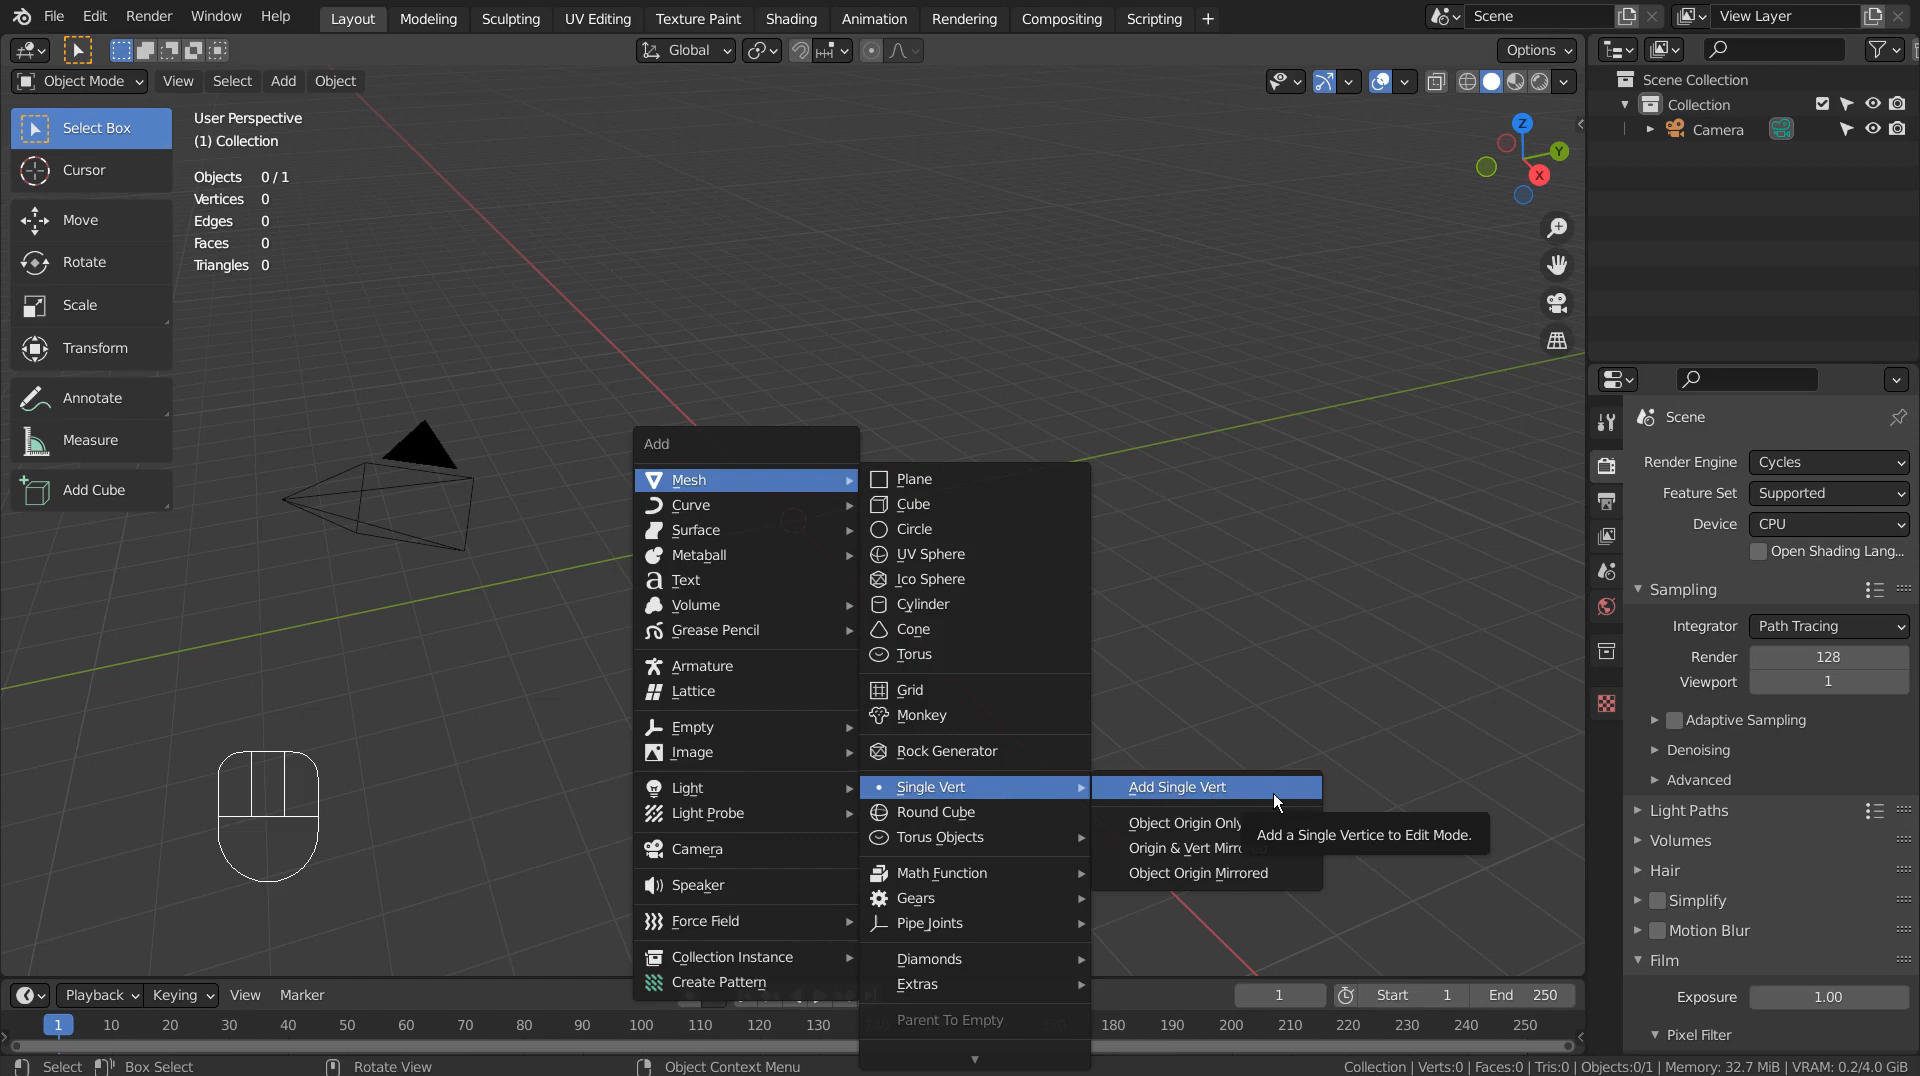 File Edit Render Window Help Layout Modeling Sculpting UV Editing Texture Paint Shading Animation Rendering Compositing Scripting + Scene View Layer
Global Options
Object Mode View Select Add Object
Select Box
Cursor
Move
Rotate
Scale
Transform
Annotate
Measure
Add Cube
User Perspective
(1) Collection
Objects 0 / 1
Vertices 0
Edges 0
Faces 0
Triangles 0
Z
Y
X
Add
Mesh
Curve
Surface
Metaball
Text
Volume
Grease Pencil
Armature
Lattice
Empty
Image
Light
Light Probe
Camera
Speaker
Force Field
Collection Instance
Create Pattern
Plane
Cube
Circle
UV Sphere
Ico Sphere
Cylinder
Cone
Torus
Grid
Monkey
Rock Generator
Single Vert
Round Cube
Torus Objects
Math Function
Gears
Pipe Joints
Diamonds
Extras
Parent To Empty
Add Single Vert
Object Origin Only
Origin & Vert
Object Origin Mirrored
Add a Single Vertice to Edit Mode.
Scene Collection
Collection
Camera
Scene
Render Engine Cycles
Feature Set Supported
Device CPU
Open Shading Lang...
Sampling
Integrator Path Tracing
Render 128
Viewport 1
Adaptive Sampling
Denoising
Advanced
Light Paths
Volumes
Hair
Simplify
Motion Blur
Film
Exposure 1.00
Pixel Filter
Playback Keying View Marker 1 Start 1 End 250
1 10 20 30 40 50 60 70 80 90 100 110 120 130 180 190 200 210 220 230 240 250
Select Box Select Rotate View Object Context Menu Collection | Verts:0 | Faces:0 | Tris:0 | Objects:0/1 | Memory: 32.7 MiB | VRAM: 0.2/4.0 GiB